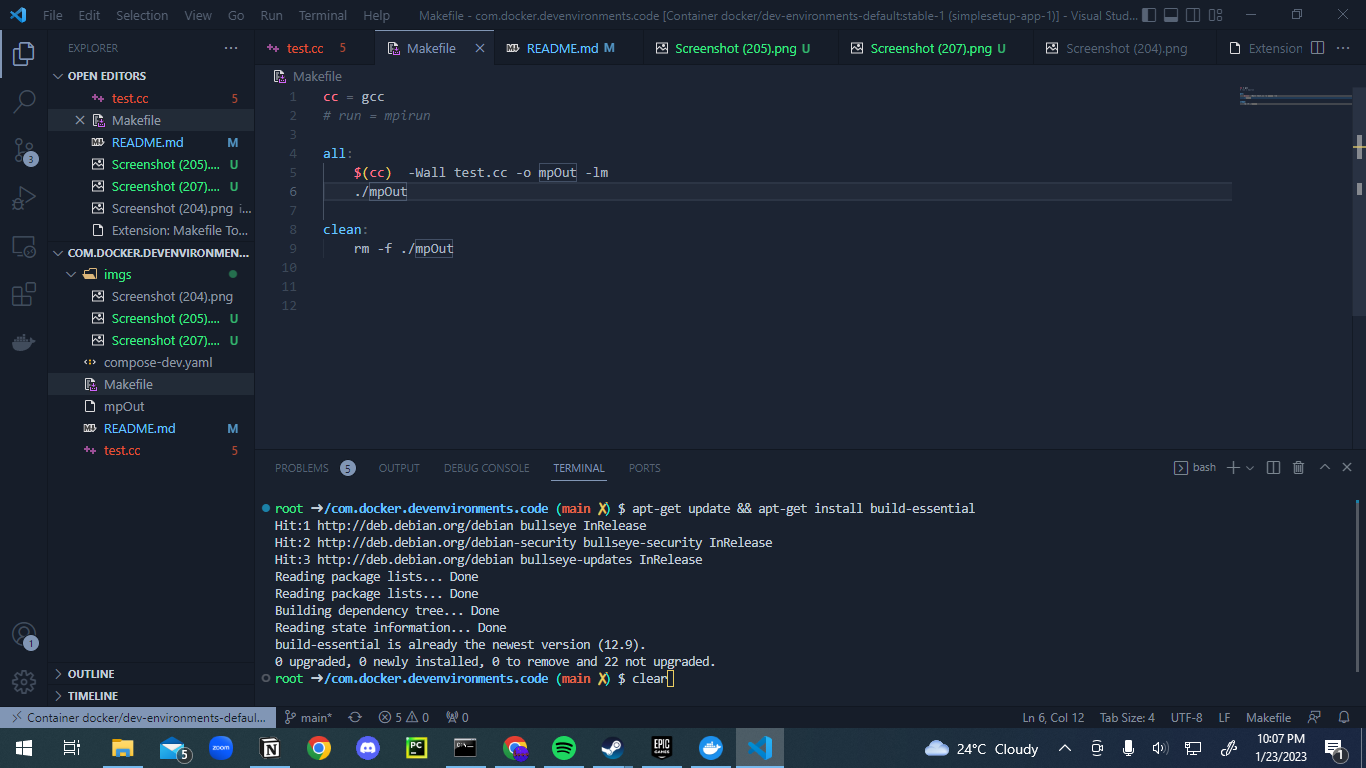 File Edit Selection View Go Run Terminal Help Makefile - com.docker.devenvironments.code [Container docker/dev-environments-default:stable-1 (simplesetup-app-1)] - Visual Stud...
EXPLORER ...
test.cc 5 Makefile README.md M Screenshot (205).png U Screenshot (207).png U Screenshot (204).png Extension ...
OPEN EDITORS
test.cc 5
Makefile
README.md M
Screenshot (205).... U
Screenshot (207).... U
Screenshot (204).png i...
Extension: Makefile To...
COM.DOCKER.DEVENVIRONMEN...
imgs
Screenshot (204).png
Screenshot (205).... U
Screenshot (207).... U
compose-dev.yaml
Makefile
mpOut
README.md M
test.cc 5
OUTLINE
TIMELINE
3
1
Makefile
1 cc = gcc
2 # run = mpirun
3
4 all:
5 $(cc)  -Wall test.cc -o mpOut -lm
6 ./mpOut
7
8 clean:
9 rm -f ./mpOut
10
11
12
PROBLEMS 5 OUTPUT DEBUG CONSOLE TERMINAL PORTS bash
root ➜/com.docker.devenvironments.code (main ✗) $ apt-get update && apt-get install build-essential
Hit:1 http://deb.debian.org/debian bullseye InRelease
Hit:2 http://deb.debian.org/debian-security bullseye-security InRelease
Hit:3 http://deb.debian.org/debian bullseye-updates InRelease
Reading package lists... Done
Reading package lists... Done
Building dependency tree... Done
Reading state information... Done
build-essential is already the newest version (12.9).
0 upgraded, 0 newly installed, 0 to remove and 22 not upgraded.
root ➜/com.docker.devenvironments.code (main ✗) $ clear
Container docker/dev-environments-defaul... main* 5 0 0 Ln 6, Col 12 Tab Size: 4 UTF-8 LF Makefile
5 zoom PC EPIC GAMES 24°C Cloudy 10:07 PM
1/23/2023 1